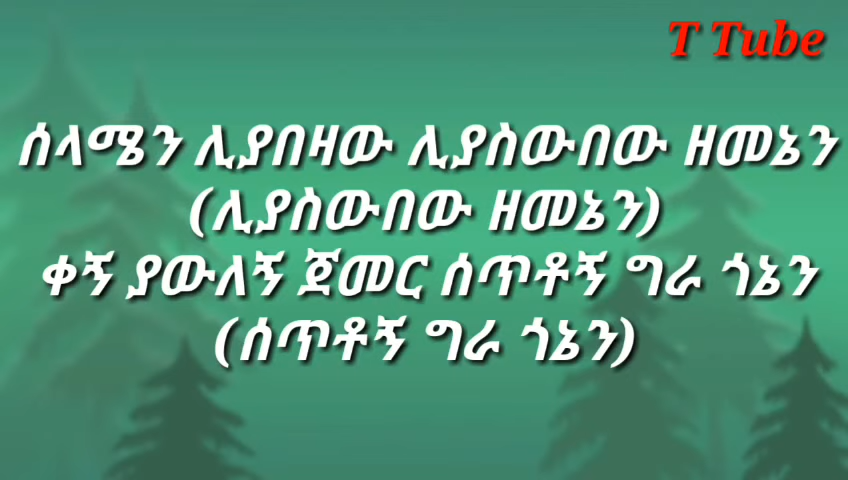 T Tube
ሰላሜን ሊያበዛው ሊያስውበው ዘመኔን
(ሊያስውበው ዘመኔን)
ቀኝ ያውለኝ ጀመር ሰጥቶኝ ግራ ጎኔን
(ሰጥቶኝ ግራ ጎኔን)